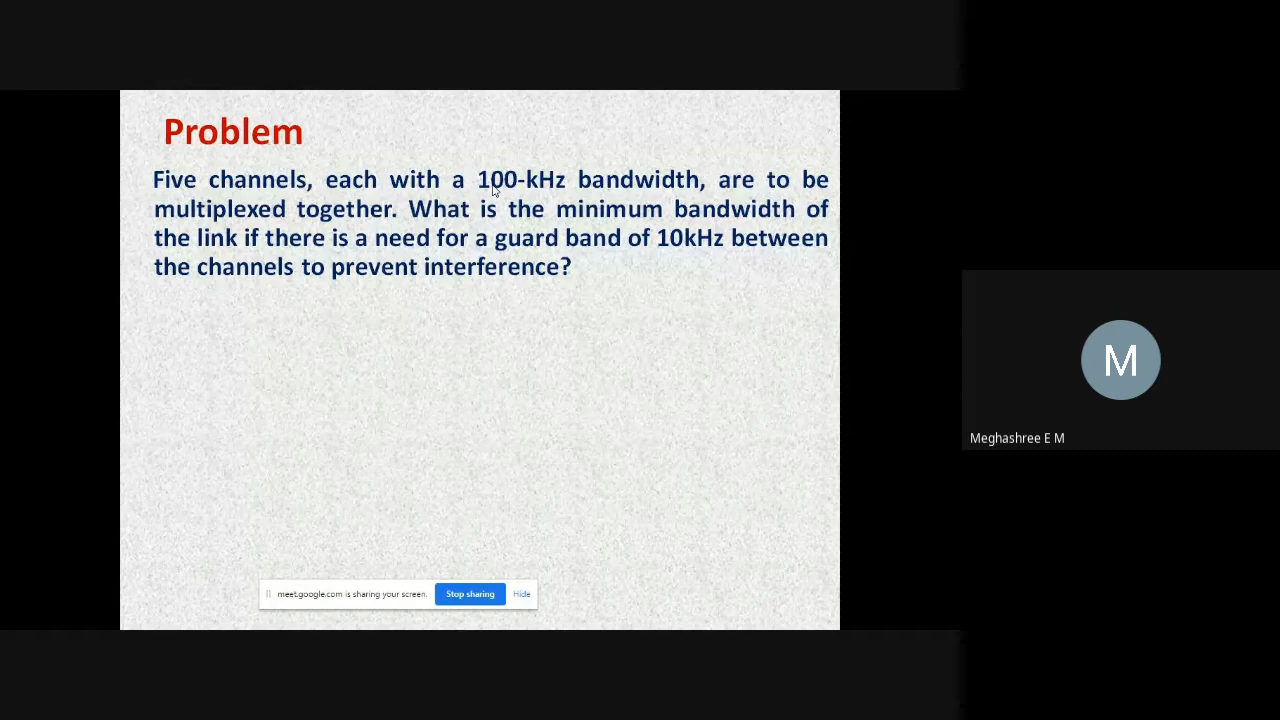 Problem
Five channels, each with a 100-kHz bandwidth, are to be
multiplexed together. What is the minimum bandwidth of
the link if there is a need for a guard band of 10kHz between
the channels to prevent interference?
M
Meghashree E M
meet.google.com is sharing your screen. Stop sharing Hide